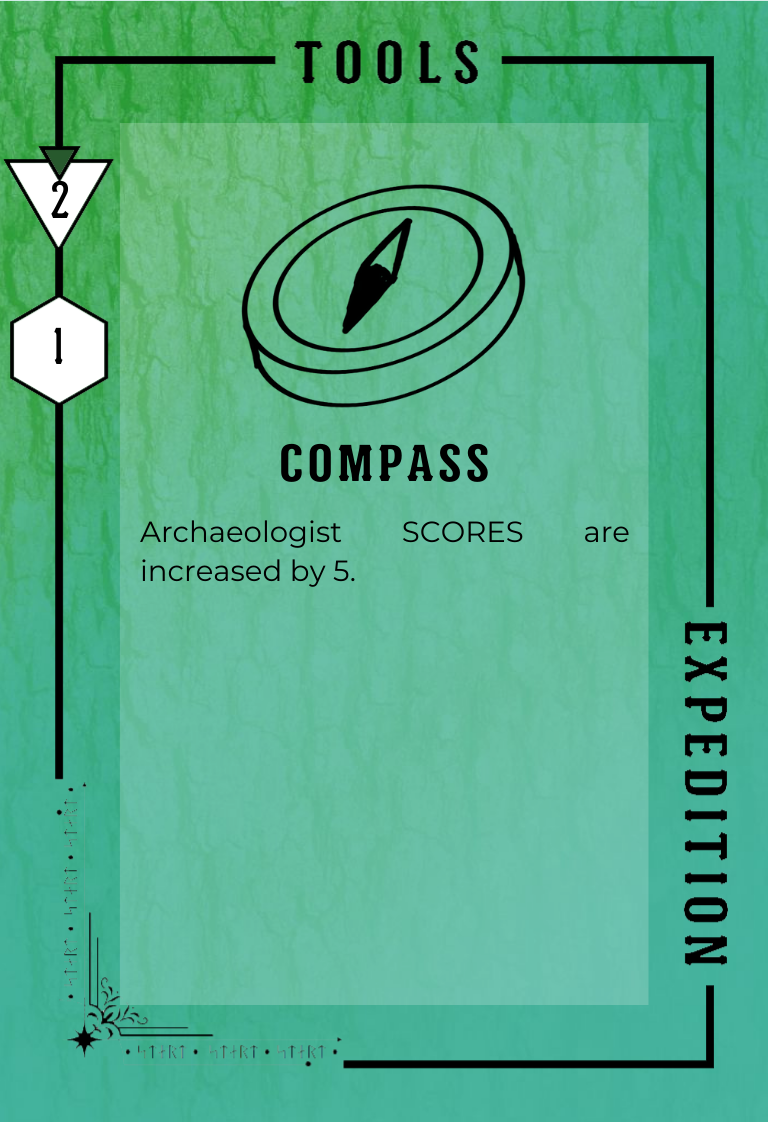 TOOLS
2
1
COMPASS
Archaeologist SCORES are
increased by 5.
EXPEDITION